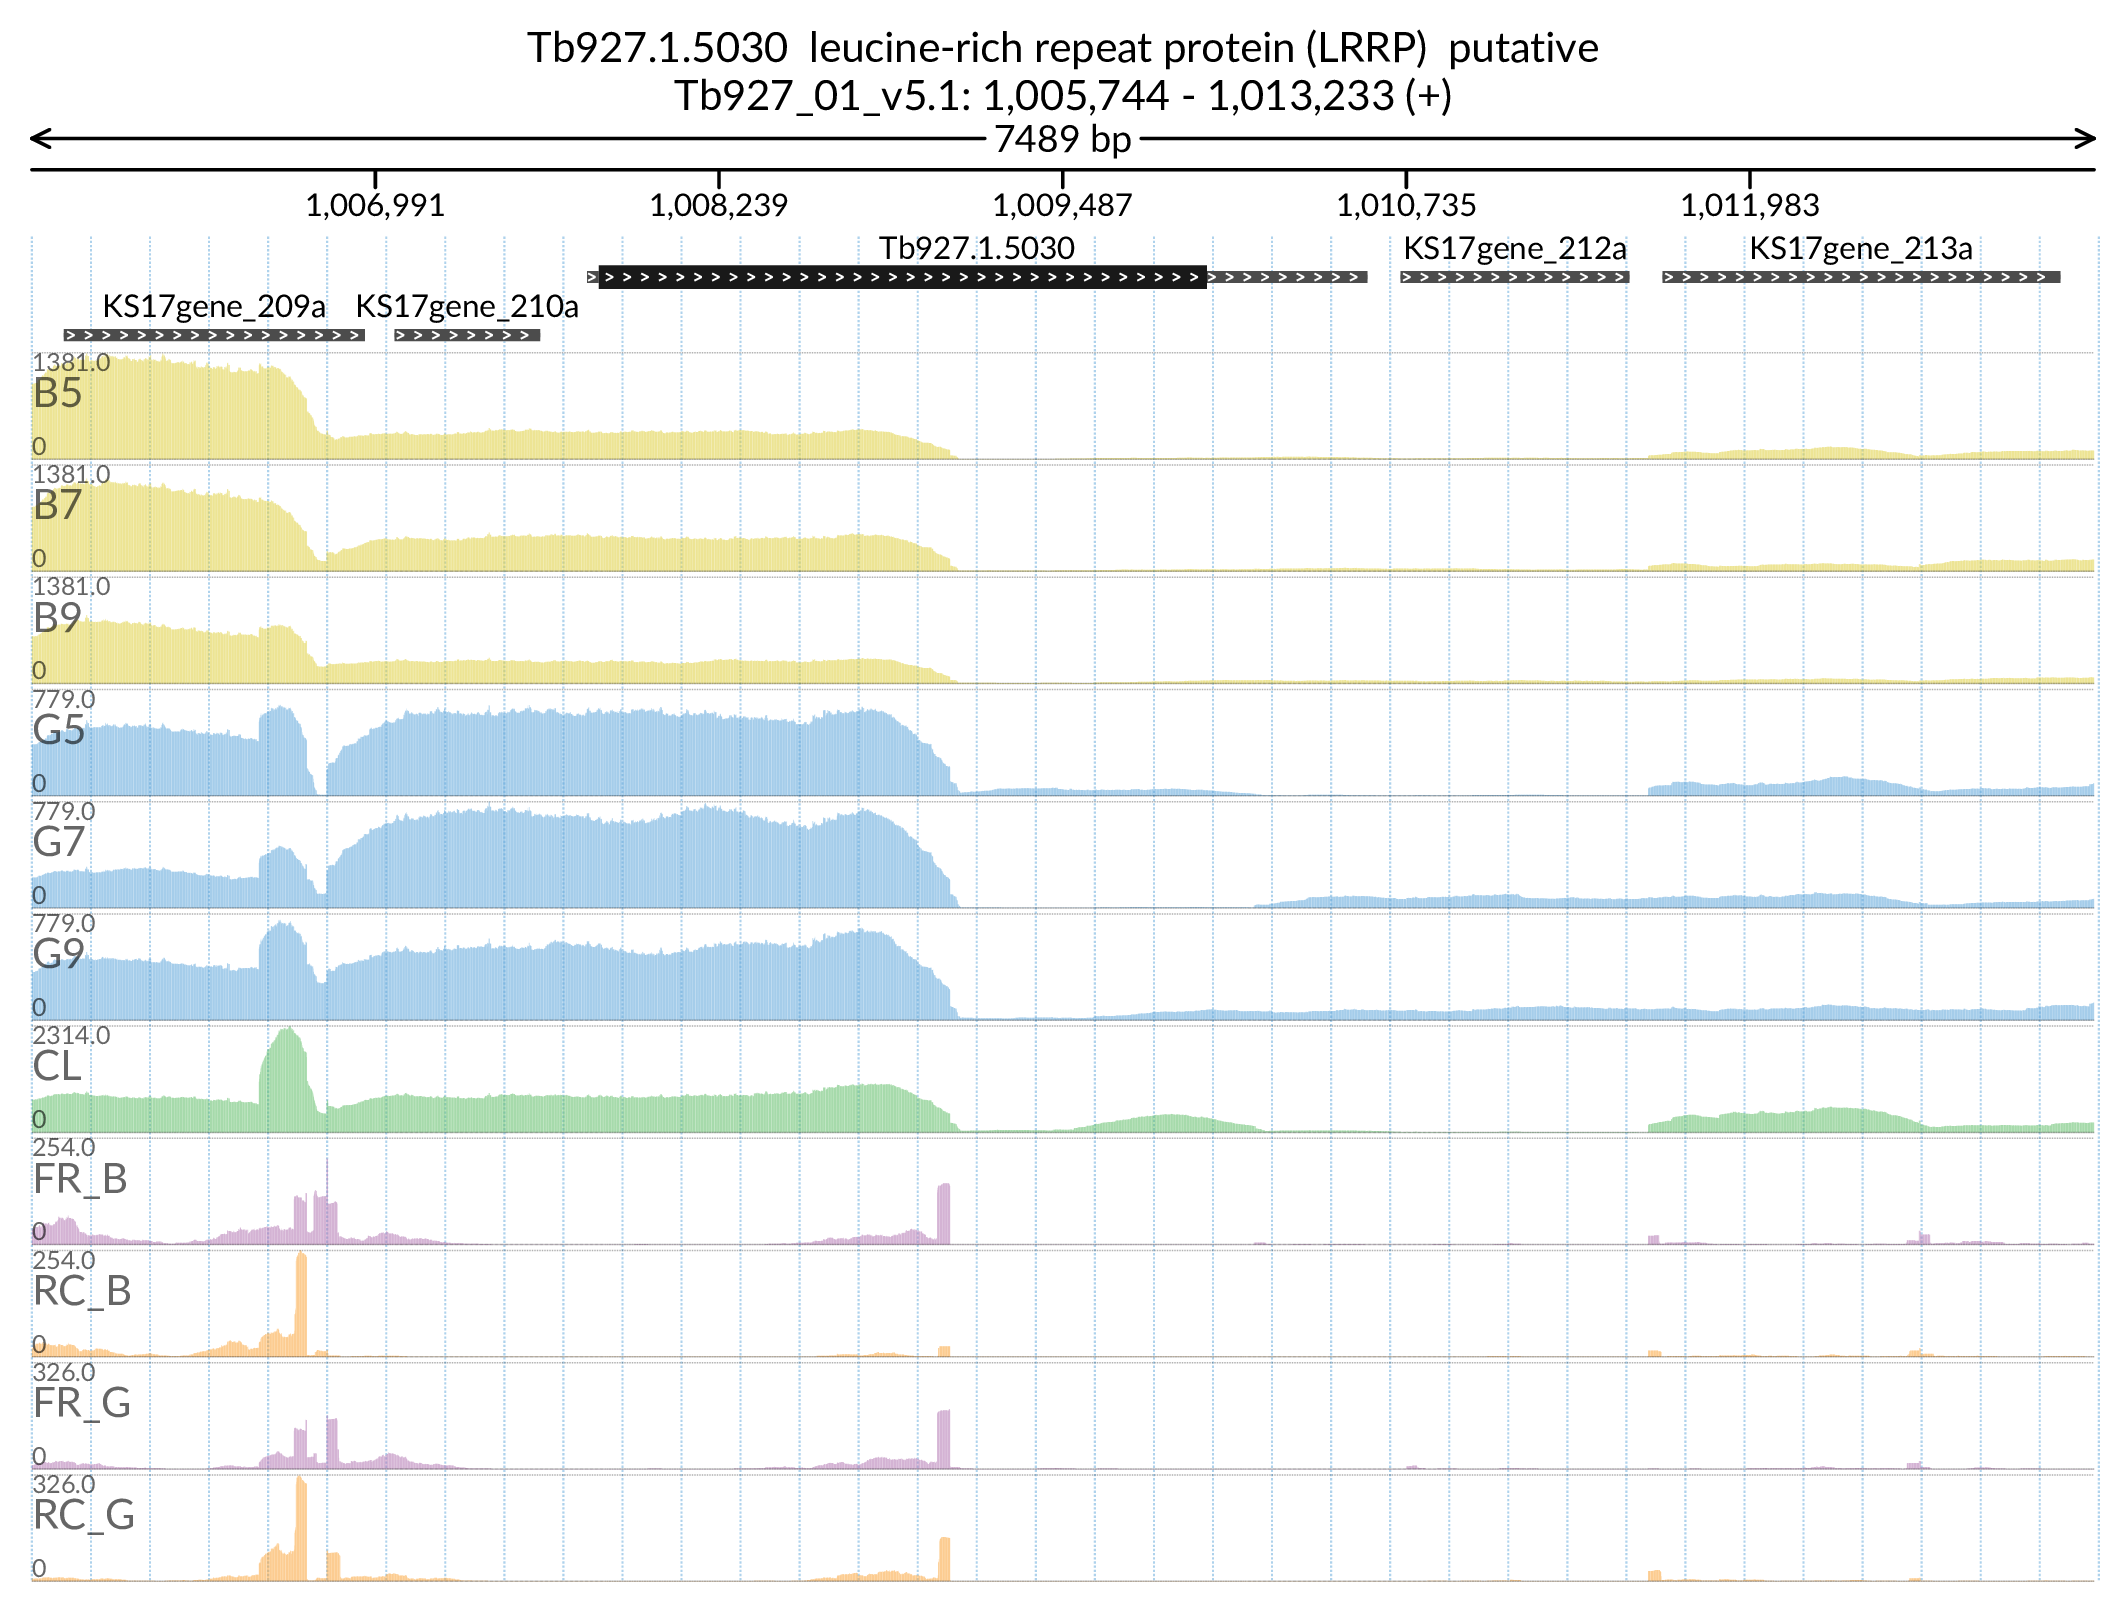 Tb927.1.5030 leucine-rich repeat protein (LRRP) putative
Tb927_01_v5.1: 1,005,744 - 1,013,233 (+)
7489 bp
1,006,991 1,008,239 1,009,487 1,010,735 1,011,983
Tb927.1.5030 KS17gene_212a KS17gene_213a
KS17gene_209a KS17gene_210a
1381.0
B5
0
1381.0
B7
0
1381.0
B9
0
779.0
G5
0
779.0
G7
0
779.0
G9
0
2314.0
CL
0
254.0
FR_B
0
254.0
RC_B
0
326.0
FR_G
0
326.0
RC_G
0